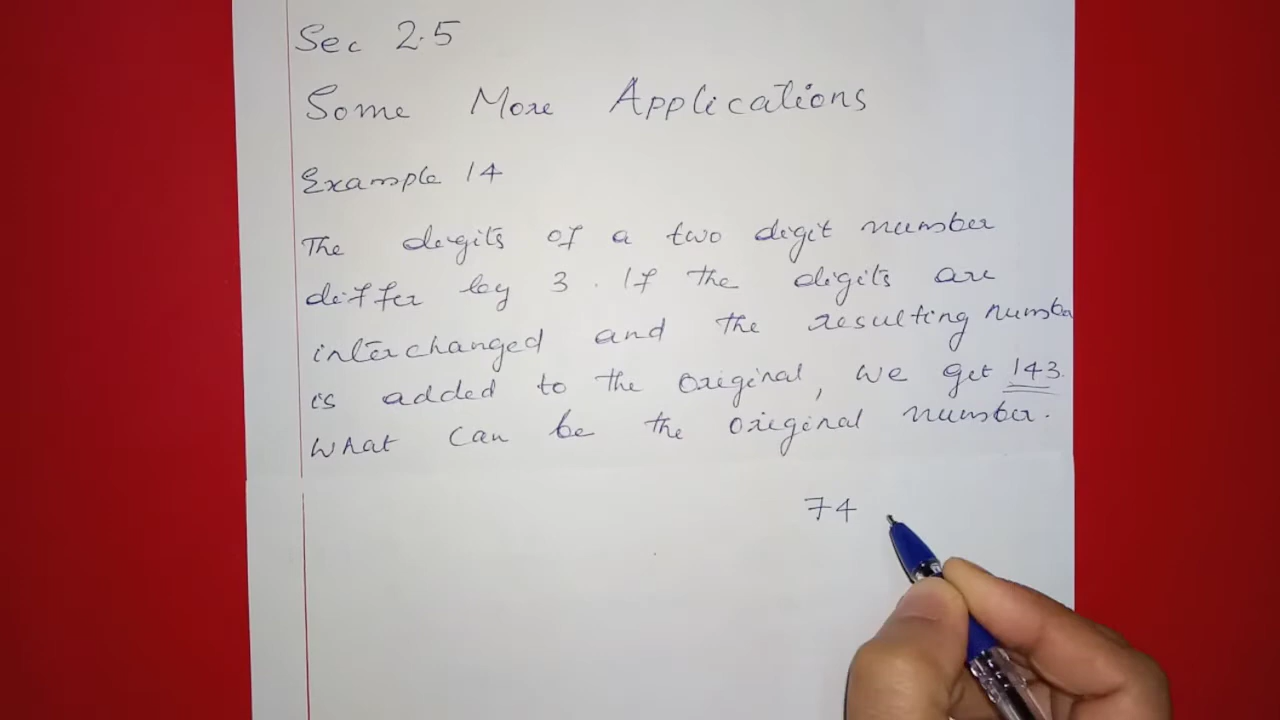 Sec 2.5
Some More Applications
Example 14
The digits of a two digit number
differ by 3. If the digits are
interchanged and the resulting number
is added to the original, we get 143.
What can be the original number.
74